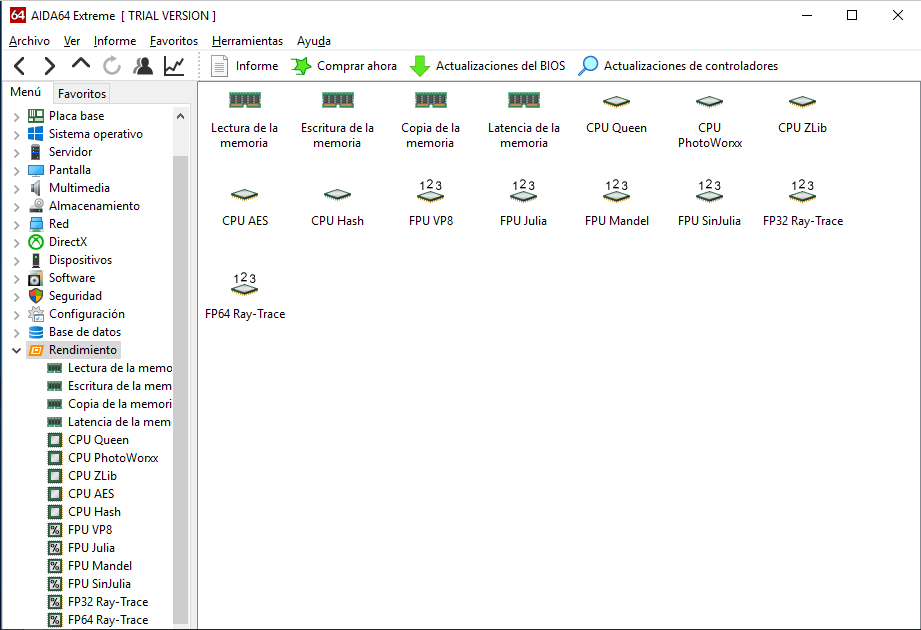 64 AIDA64 Extreme [ TRIAL VERSION ]
Archivo Ver Informe Favoritos Herramientas Ayuda
Informe Comprar ahora Actualizaciones del BIOS Actualizaciones de controladores
Menú Favoritos
Placa base
Sistema operativo
Servidor
Pantalla
Multimedia
Almacenamiento
Red
DirectX
Dispositivos
Software
Seguridad
Configuración
Base de datos
Rendimiento
Lectura de la memo
Escritura de la mem
Copia de la memori
Latencia de la mem
CPU Queen
CPU PhotoWorxx
CPU ZLib
CPU AES
CPU Hash
FPU VP8
FPU Julia
FPU Mandel
FPU SinJulia
FP32 Ray-Trace
FP64 Ray-Trace
Lectura de la
memoria
Escritura de la
memoria
Copia de la
memoria
Latencia de la
memoria
CPU Queen
CPU
PhotoWorxx
CPU ZLib
CPU AES
CPU Hash
123
FPU VP8
123
FPU Julia
123
FPU Mandel
123
FPU SinJulia
123
FP32 Ray-Trace
123
FP64 Ray-Trace